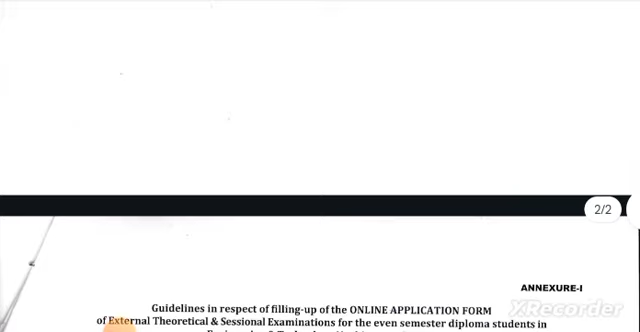 2/2
ANNEXURE-I
XRecorder
Guidelines in respect of filling-up of the ONLINE APPLICATION FORM
of External Theoretical & Sessional Examinations for the even semester diploma students in